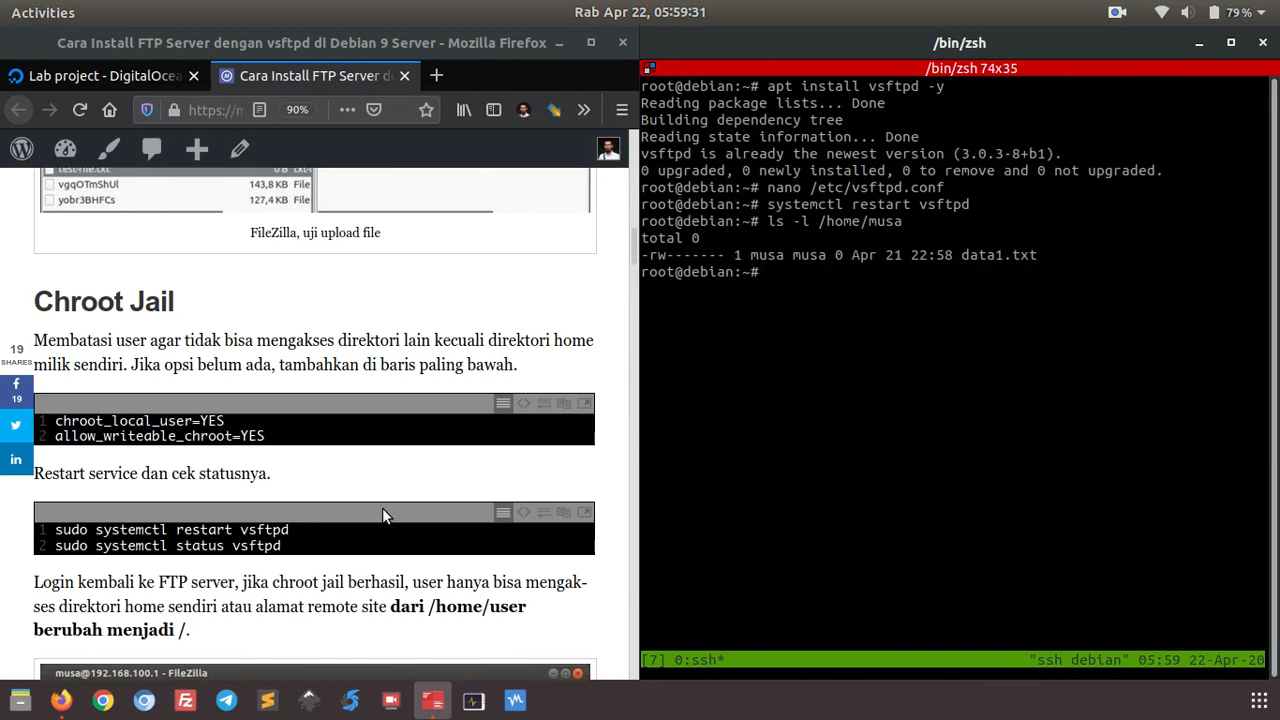 Activities
Rab Apr 22, 05:59:31
79 %
Cara Install FTP Server dengan vsftpd di Debian 9 Server - Mozilla Firefox
Lab project - DigitalOcea
Cara Install FTP Server d
https://m
90%
test-file.txt 0 B txt-f
vgqOTmShUl 143,8 KB File
yobr3BHFCs 127,4 KB File
FileZilla, uji upload file
Chroot Jail
Membatasi user agar tidak bisa mengakses direktori lain kecuali direktori home
milik sendiri. Jika opsi belum ada, tambahkan di baris paling bawah.
19
SHARES
19
1 chroot_local_user=YES
2 allow_writeable_chroot=YES
Restart service dan cek statusnya.
1 sudo systemctl restart vsftpd
2 sudo systemctl status vsftpd
Login kembali ke FTP server, jika chroot jail berhasil, user hanya bisa mengak-
ses direktori home sendiri atau alamat remote site dari /home/user
berubah menjadi /.
musa@192.168.100.1 - FileZilla
/bin/zsh
/bin/zsh 74x35
root@debian:~# apt install vsftpd -y
Reading package lists... Done
Building dependency tree
Reading state information... Done
vsftpd is already the newest version (3.0.3-8+b1).
0 upgraded, 0 newly installed, 0 to remove and 0 not upgraded.
root@debian:~# nano /etc/vsftpd.conf
root@debian:~# systemctl restart vsftpd
root@debian:~# ls -l /home/musa
total 0
-rw------- 1 musa musa 0 Apr 21 22:58 data1.txt
root@debian:~#
[7] 0:ssh* "ssh debian" 05:59 22-Apr-20